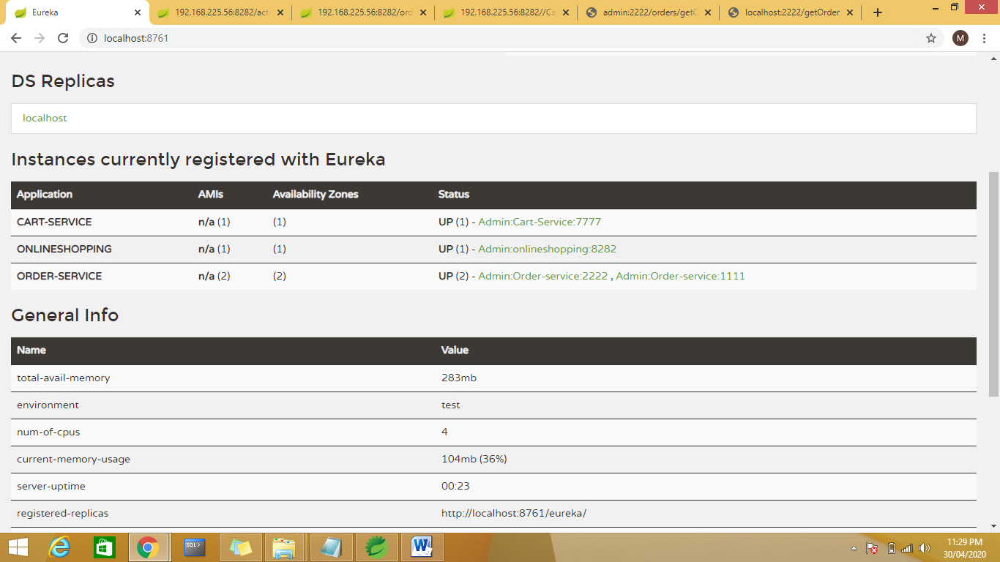 Eureka 192.168.225.56:8282/act 192.168.225.56:8282/ord 192.168.225.56:8282//Ca admin:2222/orders/getO localhost:2222/getOrder
localhost:8761 M
DS Replicas
localhost
Instances currently registered with Eureka
Application AMIs Availability Zones Status
CART-SERVICE n/a (1) (1) UP (1) - Admin:Cart-Service:7777
ONLINESHOPPING n/a (1) (1) UP (1) - Admin:onlineshopping:8282
ORDER-SERVICE n/a (2) (2) UP (2) - Admin:Order-service:2222 , Admin:Order-service:1111
General Info
Name Value
total-avail-memory 283mb
environment test
num-of-cpus 4
current-memory-usage 104mb (36%)
server-uptime 00:23
registered-replicas http://localhost:8761/eureka/
SQL>
11:29 PM
30/04/2020